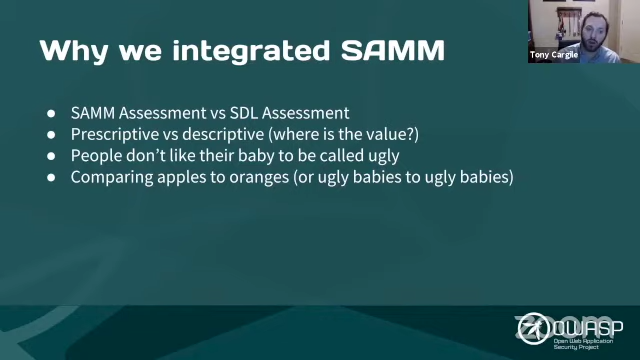 Why we integrated SAMM
Tony Cargile
● SAMM Assessment vs SDL Assessment
● Prescriptive vs descriptive (where is the value?)
● People don’t like their baby to be called ugly
● Comparing apples to oranges (or ugly babies to ugly babies)
zoom
OWASP
Open Web Application
Security Project